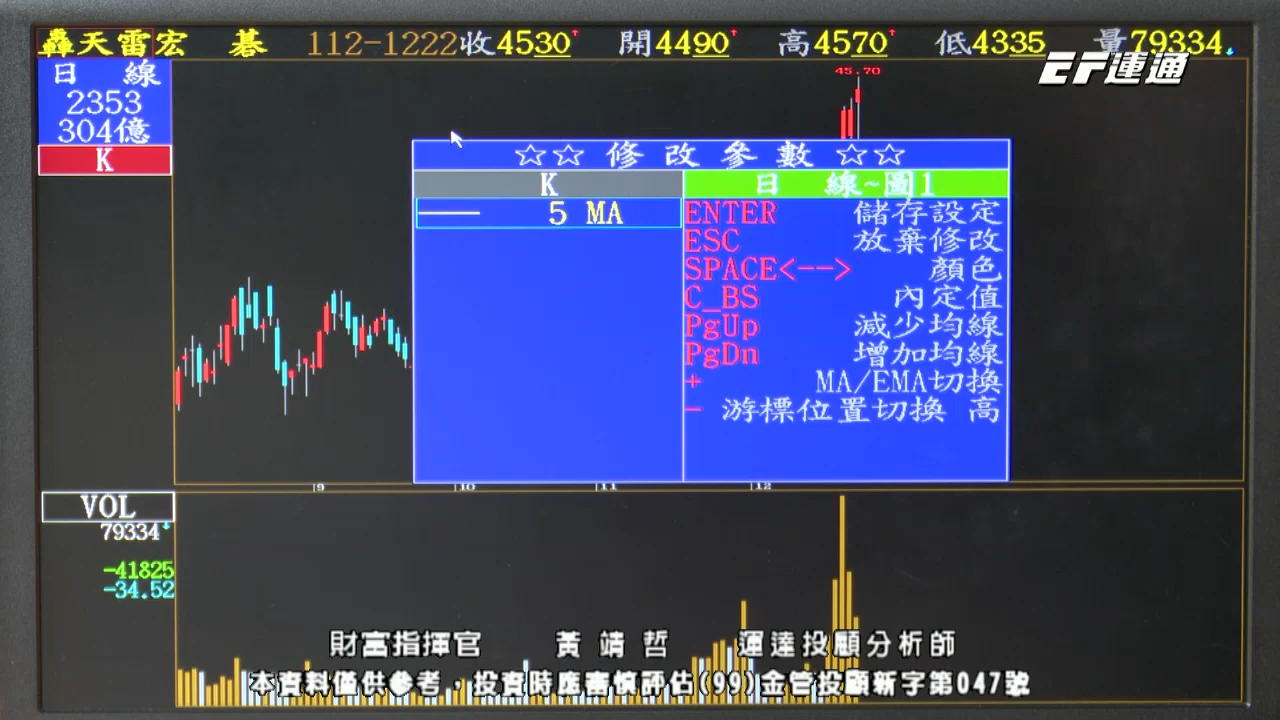 轟天雷宏　碁　112-1222收4530↑　開4490↑　高4570↑　低4335　量79334↓
EF運通
日　線
2353
304億
K
45.70
☆☆ 修 改 參 數 ☆☆
K　日　線~圖1
5 MA
ENTER 儲存設定
ESC 放棄修改
SPACE<--> 顏色
C_BS 內定值
PgUp 減少均線
PgDn 增加均線
+ MA/EMA切換
- 游標位置切換 高
9 10 11 12
VOL
79334↓
-41825
-34.52
財富指揮官　黃 靖 哲　運達投顧分析師
本資料僅供參考，投資時應審慎評估(99)金管投顧新字第047號